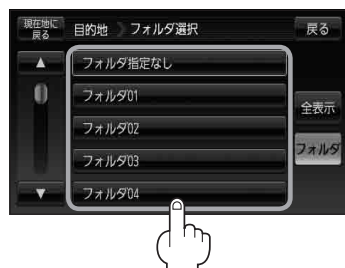 現在地に
戻る
目的地 フォルダ選択
戻る
▲
フォルダ指定なし
フォルダ01
全表示
フォルダ02
フォルダ03
フォルダ
▼
フォルダ04